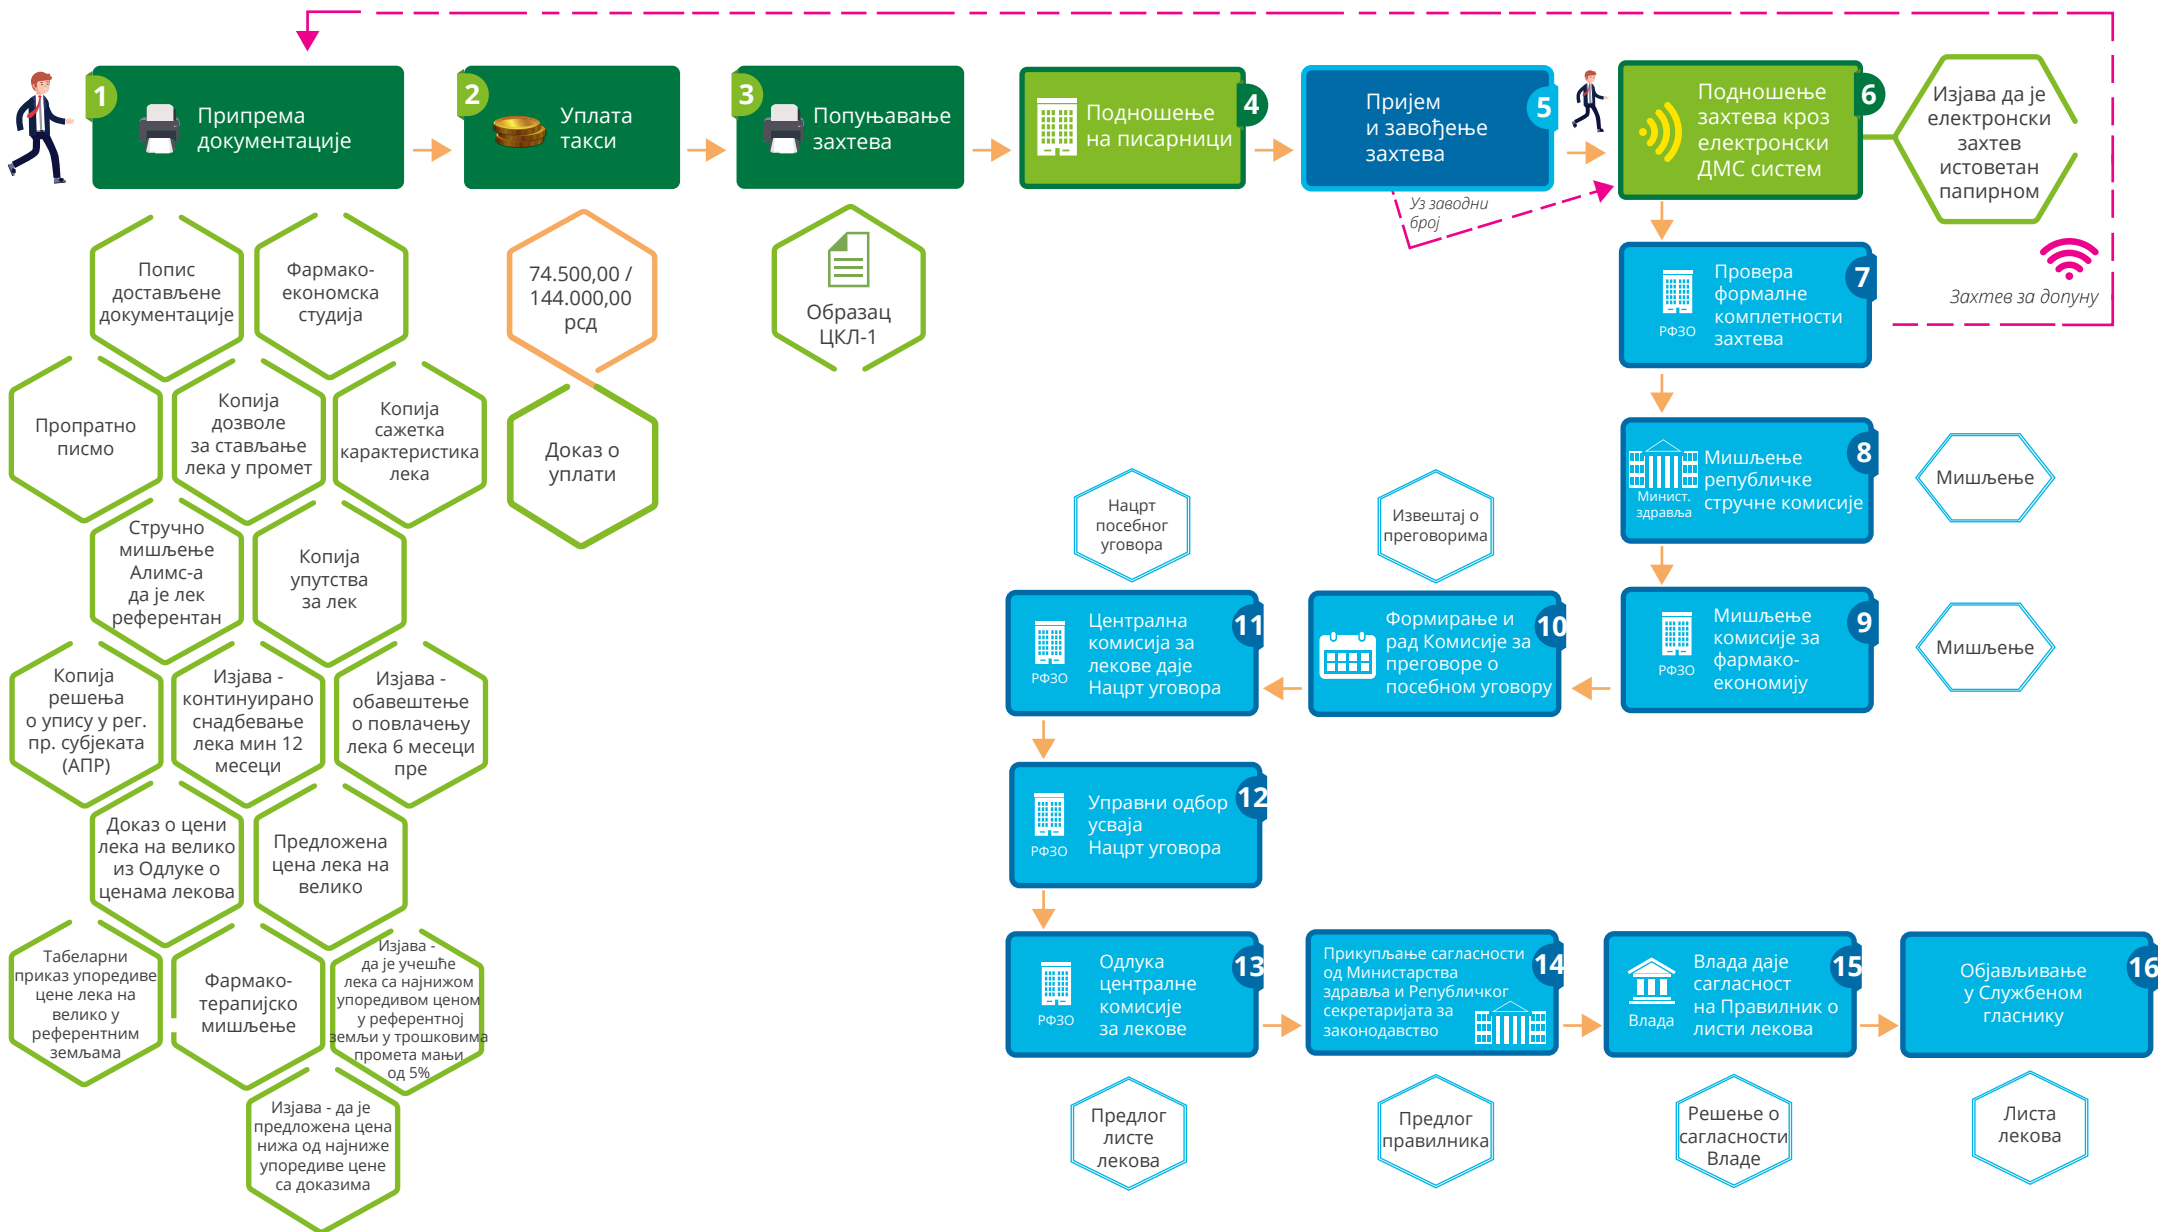 1
Припрема
документације
2
Уплата
такси
3
Попуњавање
захтева
4
Подношење
на писарници
5
Пријем
и завођење
захтева
6
Подношење
захтева кроз
електронски
ДМС систем
Изјава да је
електронски
захтев
истоветан
папирном
Уз заводни
број
Захтев за допуну
Попис
достављене
документације
Фармако-
економска
студија
Пропратно
писмо
Копија
дозволе
за стављање
лека у промет
Копија
сажетка
карактеристика
лека
Стручно
мишљење
Алимс-а
да је лек
референтан
Копија
упутства
за лек
Копија
решења
о упису у рег.
пр. субјеката
(АПР)
Изјава -
континуирано
снадбевање
лека мин 12
месеци
Изјава -
обавештење
о повлачењу
лека 6 месеци
пре
Доказ о цени
лека на велико
из Одлуке о
ценама лекова
Предложена
цена лека на
велико
Табеларни
приказ упоредиве
цене лека на
велико у
референтним
земљама
Фармако-
терапијско
мишљење
Изјава -
да је учешће
лека са најнижом
упоредивом ценом
у референтној
земљи у трошковима
промета мањи
од 5%
Изјава - да је
предложена цена
нижа од најниже
упоредиве цене
са доказима
74.500,00 /
144.000,00
рсд
Доказ о
уплати
Образац
ЦКЛ-1
7
РФЗО
Провера
формалне
комплетности
захтева
8
Минист.
здравља
Мишљење
републичке
стручне комисије
Мишљење
9
РФЗО
Мишљење
комисије за
фармако-
економију
Мишљење
10
Формирање и
рад Комисије за
преговоре о
посебном уговору
Извештај о
преговорима
11
РФЗО
Централна
комисија за
лекове даје
Нацрт уговора
Нацрт
посебног
уговора
12
РФЗО
Управни одбор
усваја
Нацрт уговора
13
РФЗО
Одлука
централне
комисије
за лекове
Предлог
листе
лекова
14
Прикупљање сагласности
од Министарства
здравља и Републичког
секретаријата за
законодавство
Предлог
правилника
15
Влада
Влада даје
сагласност
на Правилник о
листи лекова
Решење о
сагласности
Владе
16
Објављивање
у Службеном
гласнику
Листа
лекова